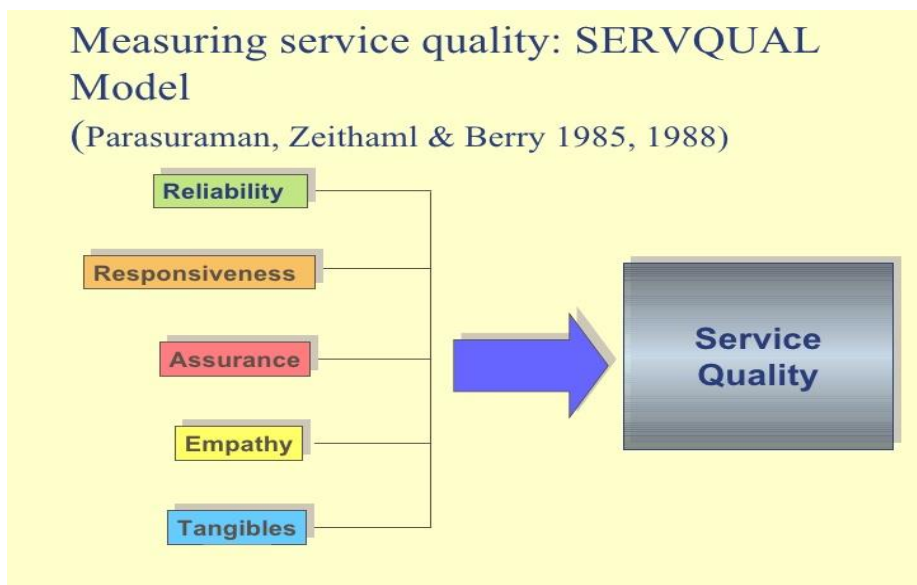 Measuring service quality: SERVQUAL
Model
(Parasuraman, Zeithaml & Berry 1985, 1988)
Reliability
Responsiveness
Assurance
Empathy
Tangibles
Service
Quality